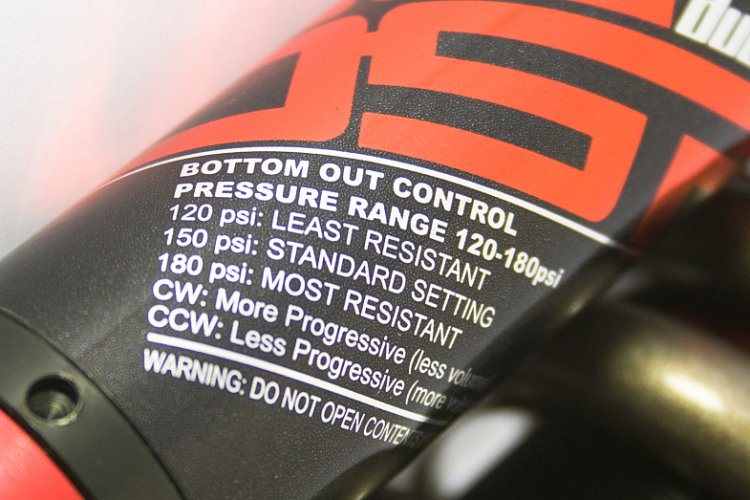 BOTTOM OUT CONTROL
PRESSURE RANGE 120-180psi
120 psi: LEAST RESISTANT
150 psi: STANDARD SETTING
180 psi: MOST RESISTANT
CW: More Progressive (less
CCW: Less Progressive (more
WARNING: DO NOT OPEN